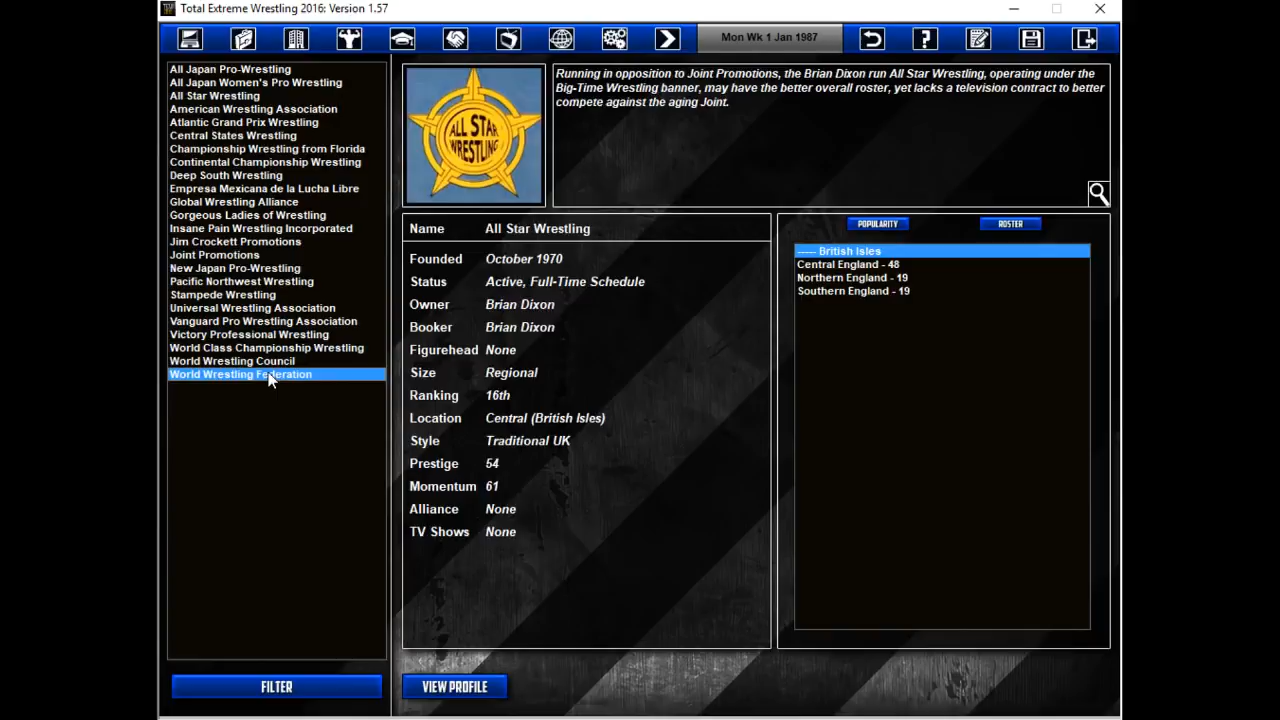 Total Extreme Wrestling 2016: Version 1.57
Mon Wk 1 Jan 1987
All Japan Pro-Wrestling
All Japan Women's Pro Wrestling
All Star Wrestling
American Wrestling Association
Atlantic Grand Prix Wrestling
Central States Wrestling
Championship Wrestling from Florida
Continental Championship Wrestling
Deep South Wrestling
Empresa Mexicana de la Lucha Libre
Global Wrestling Alliance
Gorgeous Ladies of Wrestling
Insane Pain Wrestling Incorporated
Jim Crockett Promotions
Joint Promotions
New Japan Pro-Wrestling
Pacific Northwest Wrestling
Stampede Wrestling
Universal Wrestling Association
Vanguard Pro Wrestling Association
Victory Professional Wrestling
World Class Championship Wrestling
World Wrestling Council
World Wrestling Federation
FILTER
ALL STAR
WRESTLING
Running in opposition to Joint Promotions, the Brian Dixon run All Star Wrestling, operating under the
Big-Time Wrestling banner, may have the better overall roster, yet lacks a television contract to better
compete against the aging Joint.
Name All Star Wrestling
Founded October 1970
Status Active, Full-Time Schedule
Owner Brian Dixon
Booker Brian Dixon
Figurehead None
Size Regional
Ranking 16th
Location Central (British Isles)
Style Traditional UK
Prestige 54
Momentum 61
Alliance None
TV Shows None
VIEW PROFILE
POPULARITY ROSTER
----- British Isles
Central England - 48
Northern England - 19
Southern England - 19